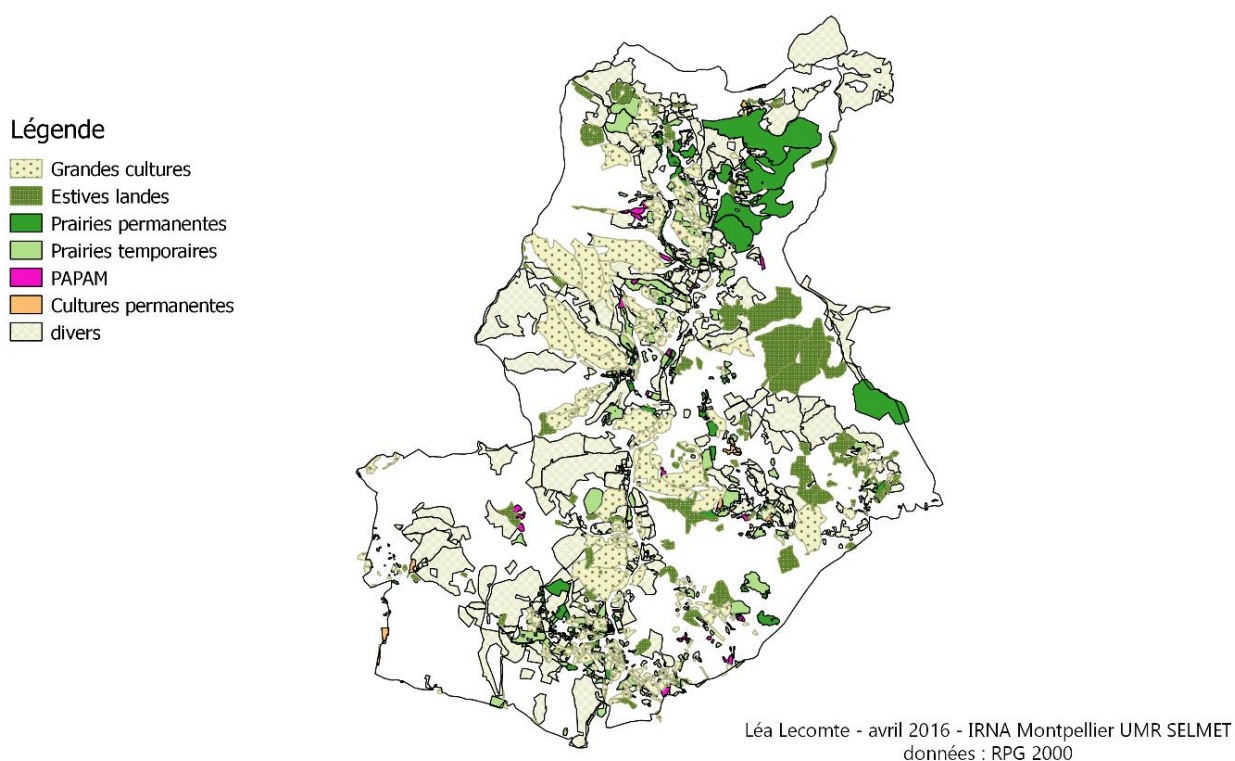 Légende
Grandes cultures
Estives landes
Prairies permanentes
Prairies temporaires
PAPAM
Cultures permanentes
divers
Léa Lecomte - avril 2016 - IRNA Montpellier UMR SELMET
données : RPG 2000